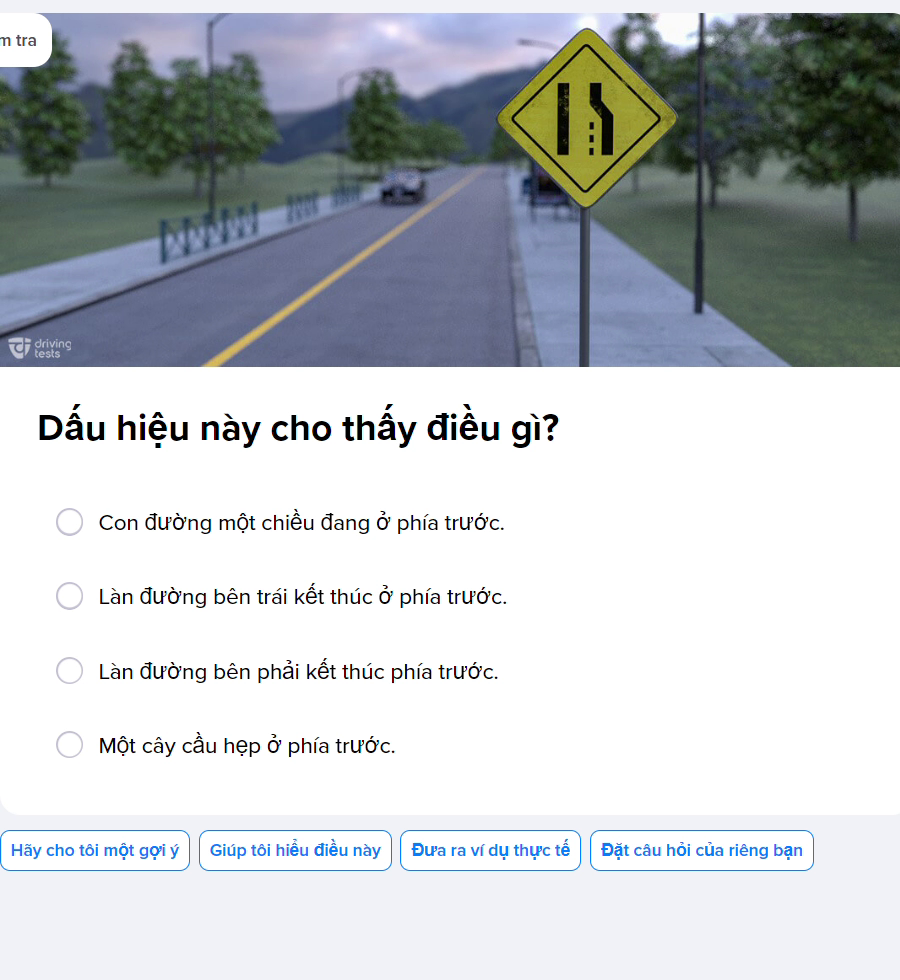 m tra
driving
tests
Dấu hiệu này cho thấy điều gì?
Con đường một chiều đang ở phía trước.
Làn đường bên trái kết thúc ở phía trước.
Làn đường bên phải kết thúc phía trước.
Một cây cầu hẹp ở phía trước.
Hãy cho tôi một gợi ý
Giúp tôi hiểu điều này
Đưa ra ví dụ thực tế
Đặt câu hỏi của riêng bạn